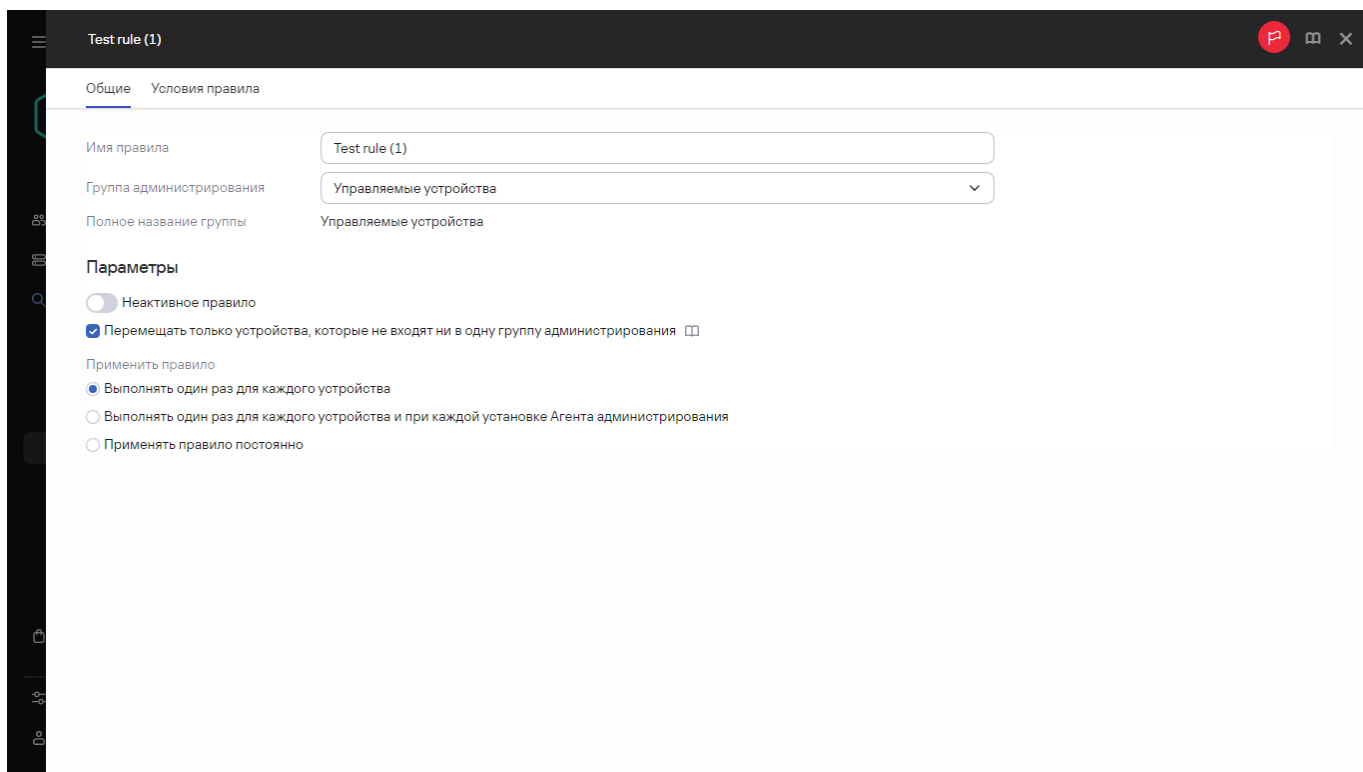 Test rule (1)
Общие Условия правила
Имя правила Test rule (1)
Группа администрирования Управляемые устройства
Полное название группы Управляемые устройства
Параметры
Неактивное правило
Перемещать только устройства, которые не входят ни в одну группу администрирования
Применить правило
Выполнять один раз для каждого устройства
Выполнять один раз для каждого устройства и при каждой установке Агента администрирования
Применять правило постоянно